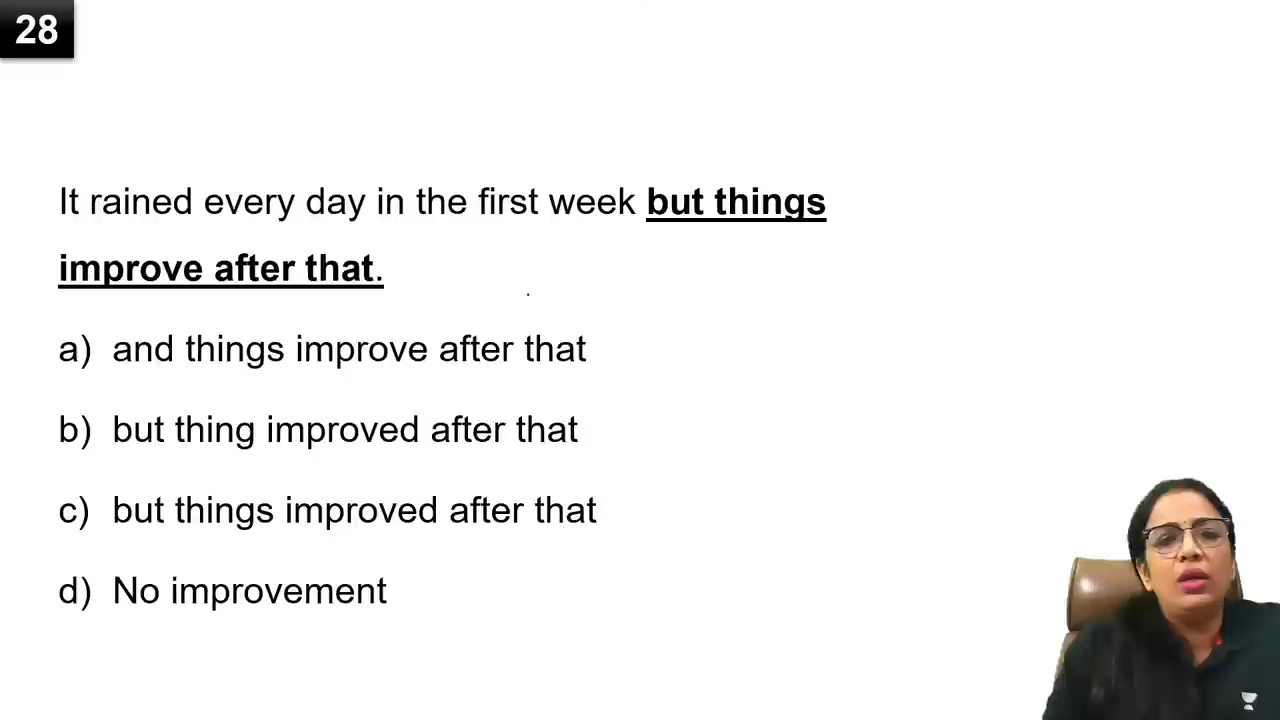 28
It rained every day in the first week but things
improve after that.
a) and things improve after that
b) but thing improved after that
c) but things improved after that
d) No improvement